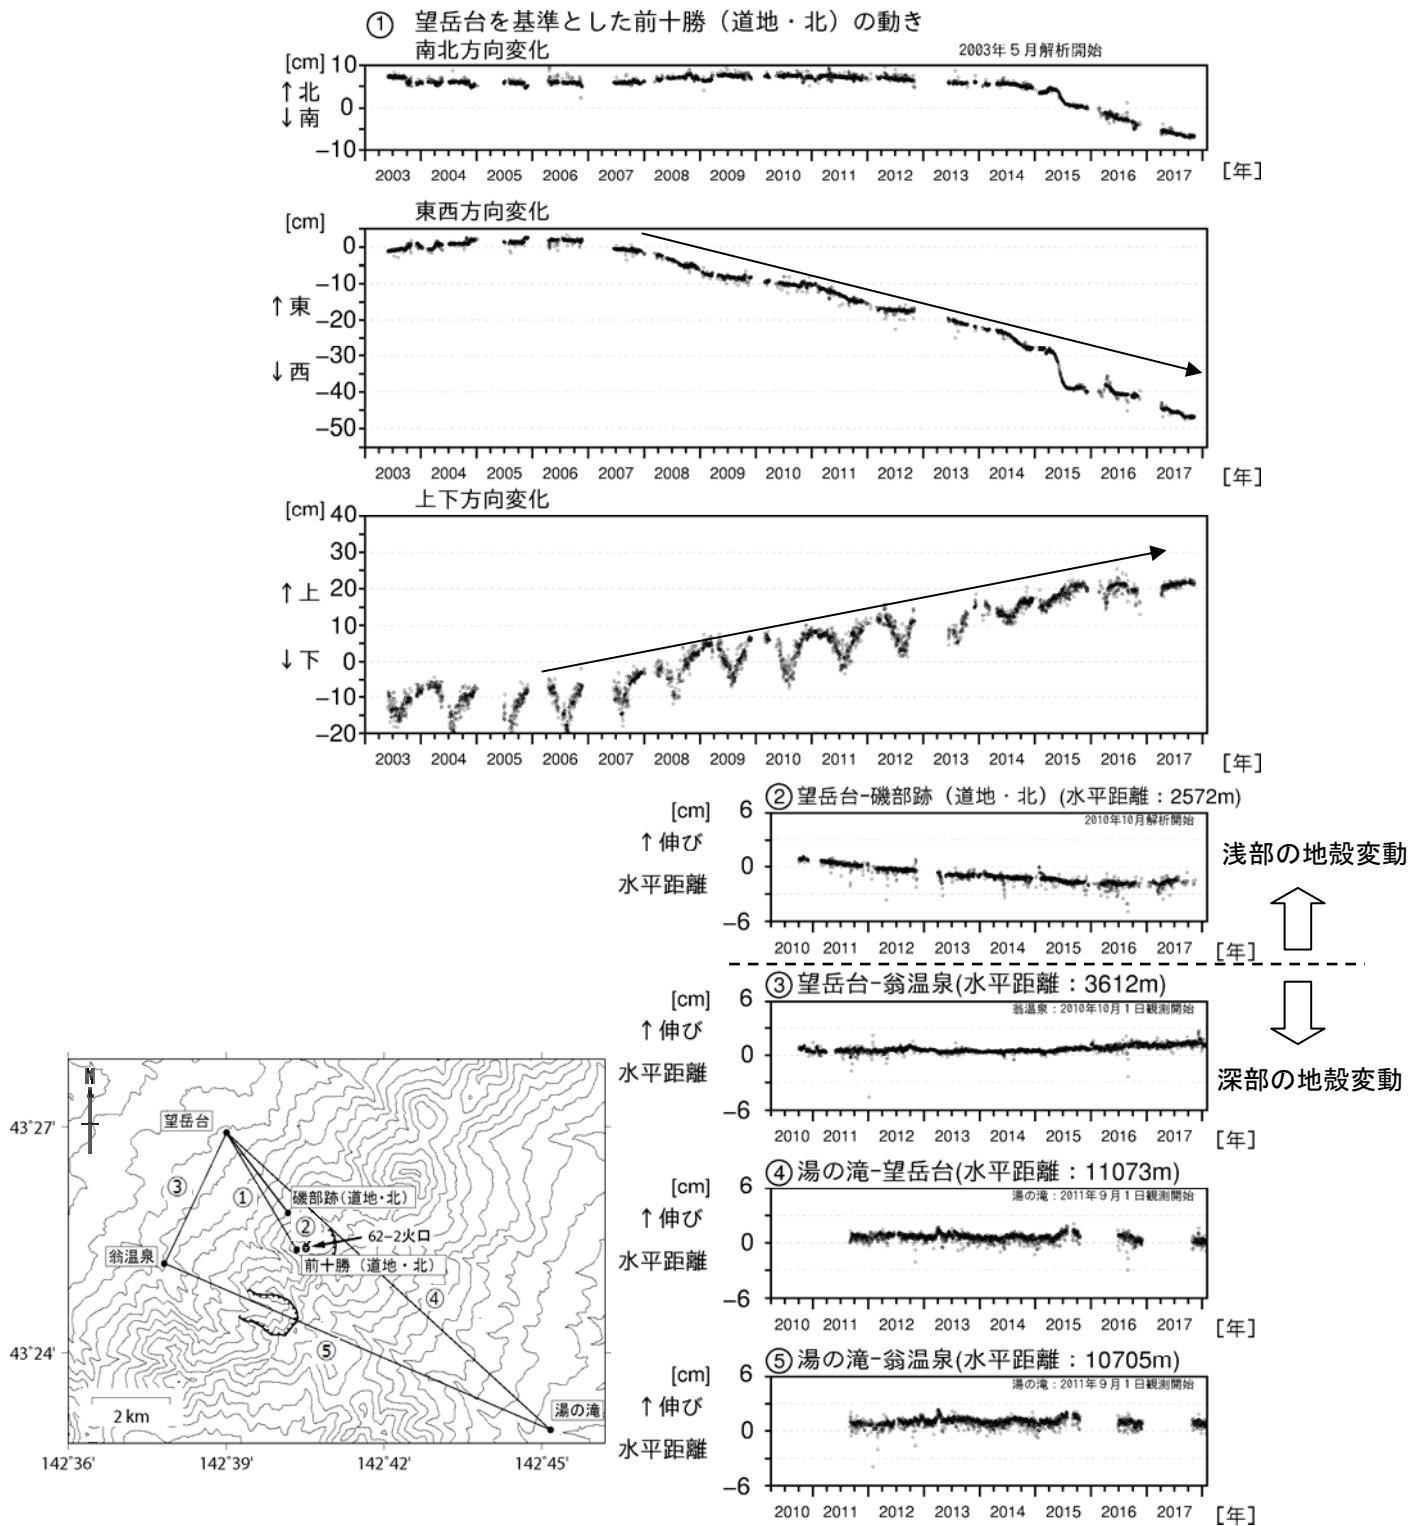 ① 望岳台を基準とした前十勝（道地・北）の動き
南北方向変化
2003年５月解析開始
[cm]
↑北
↓南
10
0
−10
2003 2004 2005 2006 2007 2008 2009 2010 2011 2012 2013 2014 2015 2016 2017 ［年］
東西方向変化
[cm]
↑東
↓西
0
−10
−20
−30
−40
−50
2003 2004 2005 2006 2007 2008 2009 2010 2011 2012 2013 2014 2015 2016 2017 ［年］
上下方向変化
[cm]
↑上
↓下
40
30
20
10
0
−10
−20
2003 2004 2005 2006 2007 2008 2009 2010 2011 2012 2013 2014 2015 2016 2017 ［年］
②望岳台−磯部跡（道地・北）(水平距離：2572m)
2010年10月解析開始
[cm]
↑伸び
水平距離
6
0
−6
2010 2011 2012 2013 2014 2015 2016 2017 ［年］
浅部の地殻変動
③望岳台−翁温泉(水平距離：3612m)
翁温泉：2010年10月１日観測開始
[cm]
↑伸び
水平距離
6
0
−6
2010 2011 2012 2013 2014 2015 2016 2017 ［年］
深部の地殻変動
④湯の滝−望岳台(水平距離：11073m)
湯の滝：2011年９月１日観測開始
[cm]
↑伸び
水平距離
6
0
−6
2010 2011 2012 2013 2014 2015 2016 2017 ［年］
⑤湯の滝−翁温泉(水平距離：10705m)
湯の滝：2011年９月１日観測開始
[cm]
↑伸び
水平距離
6
0
−6
2010 2011 2012 2013 2014 2015 2016 2017 ［年］
N
43°27'
43°24'
望岳台
③
①
磯部跡（道地・北）
②
62−2火口
翁温泉
前十勝（道地・北）
④
⑤
湯の滝
2 km
142°36' 142°39' 142°42' 142°45'